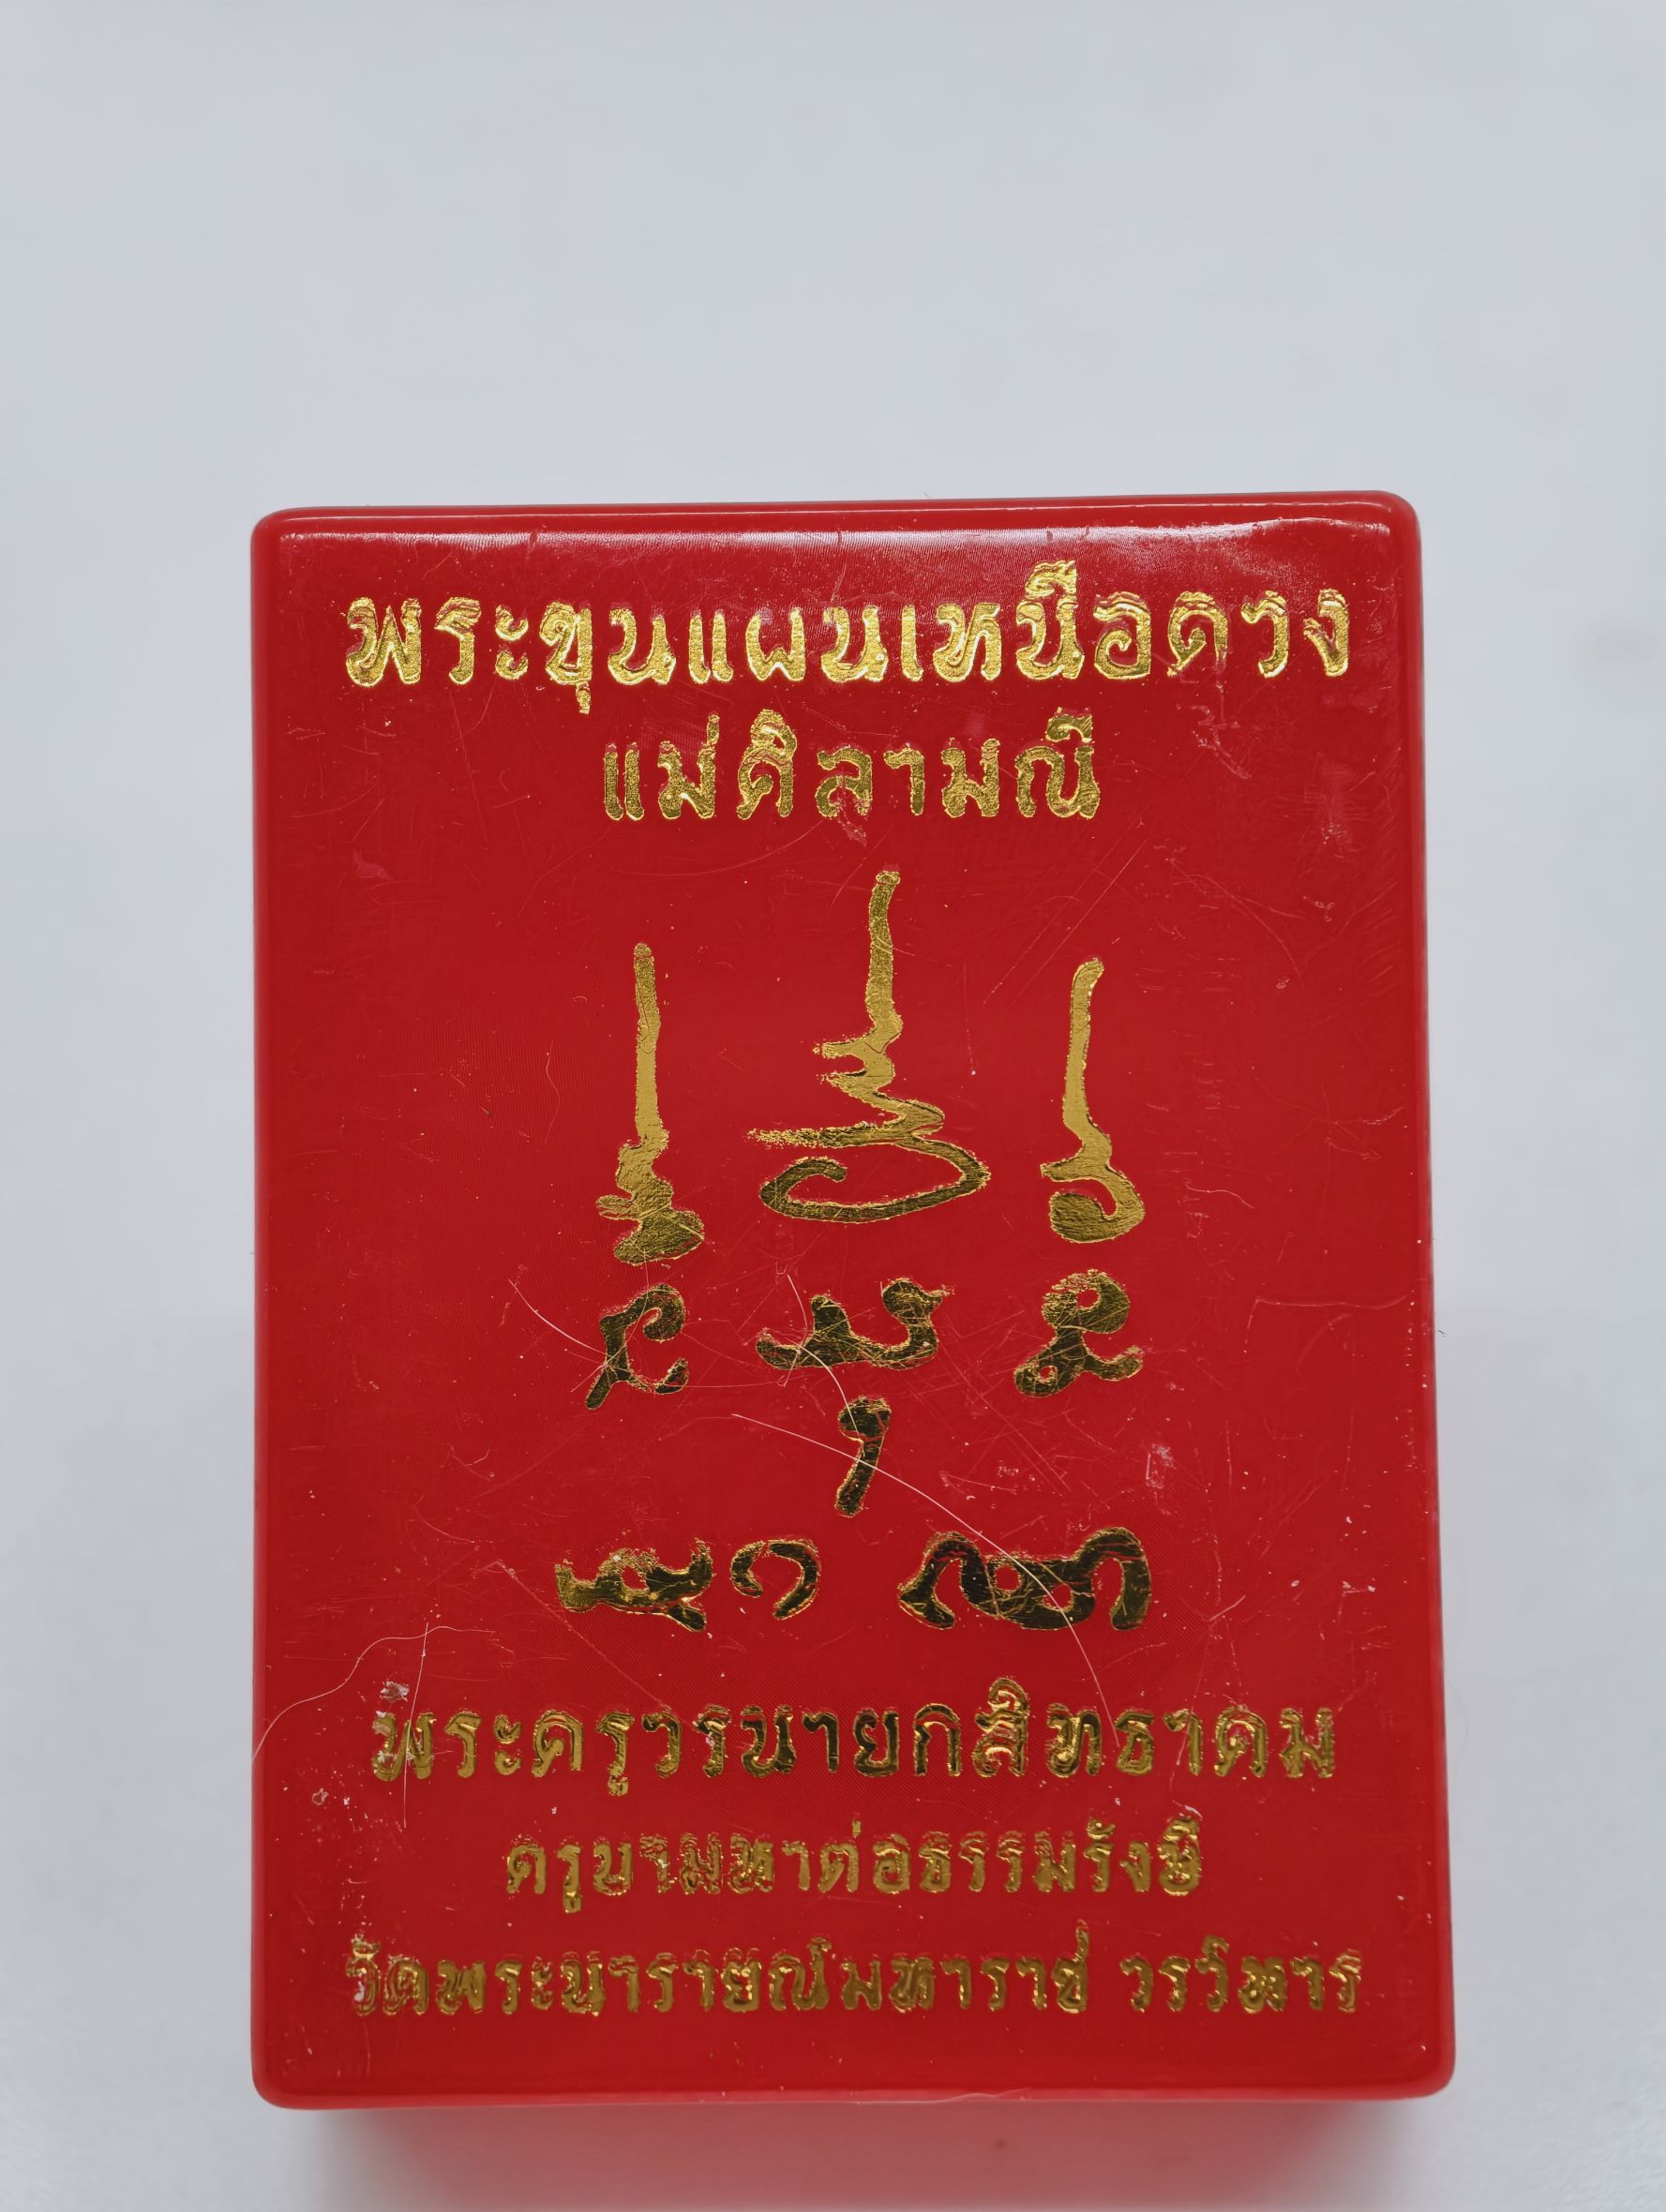 พระขุนแผนเหนือดวง
แม่ศิลามณี
พระครูวรนายกสิทธาคม
ครูบามหาต่อธรรมรังษี
วัดพระนารายณ์มหาราช วรวิหาร